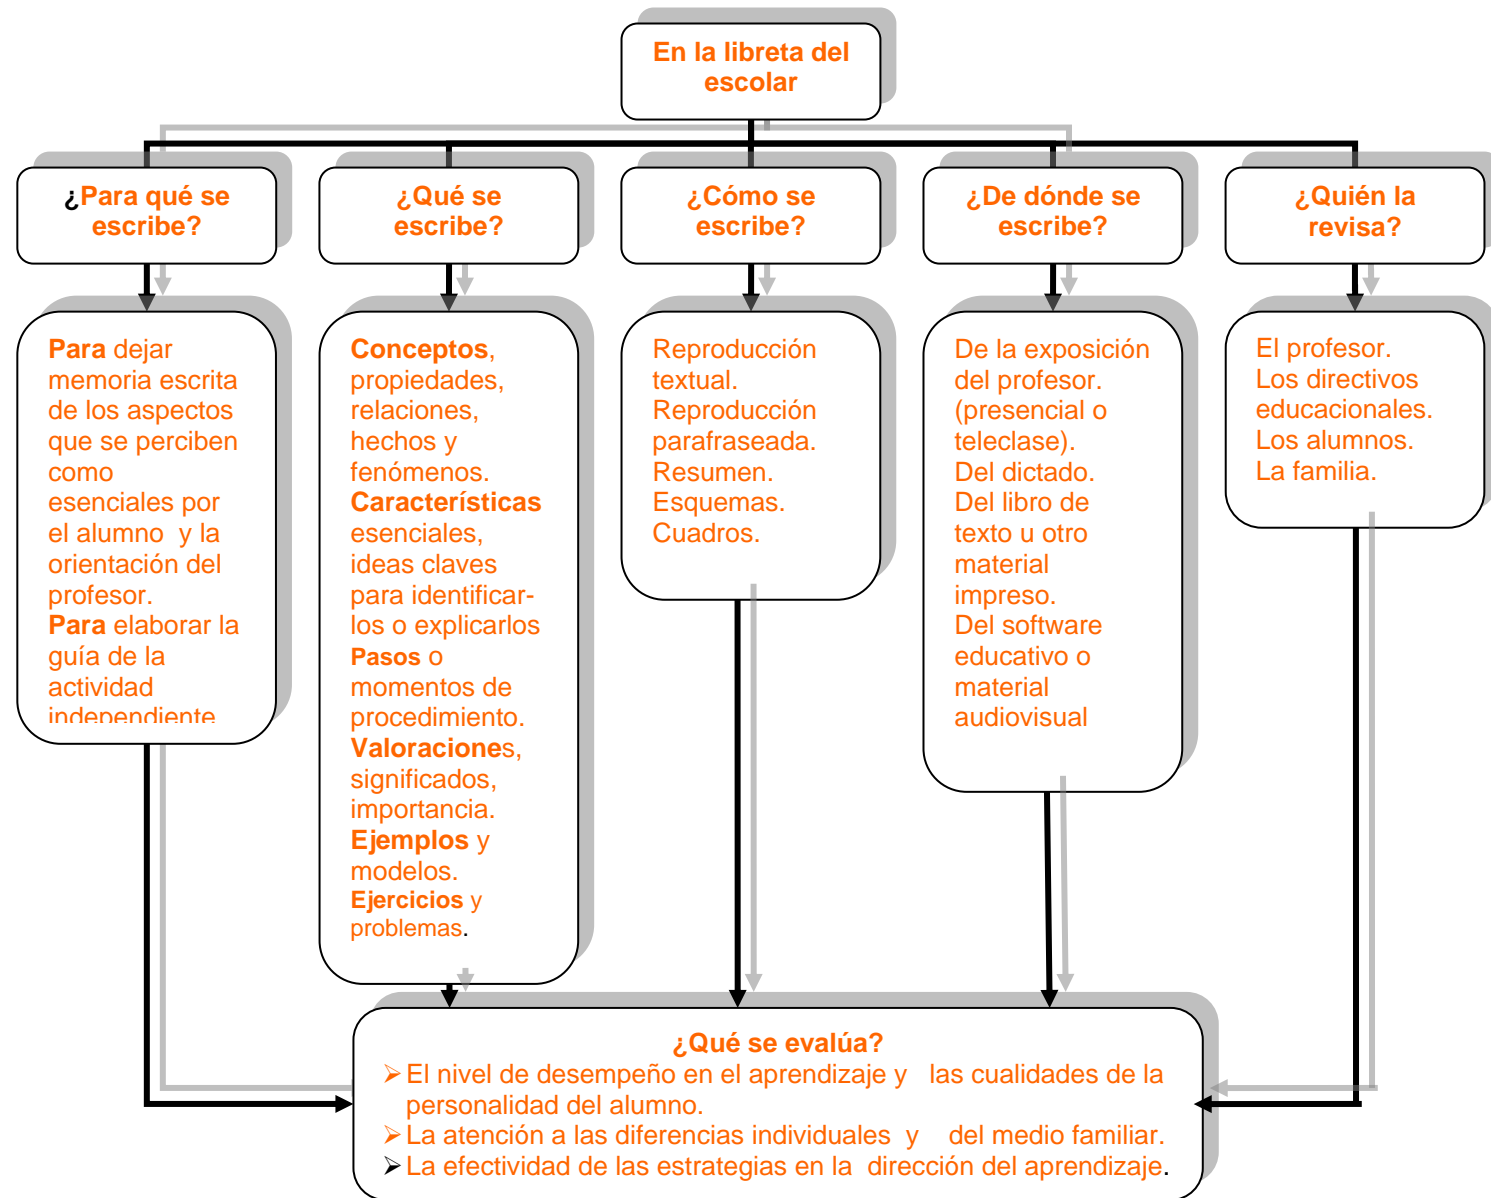 En la libreta del
escolar
¿Para qué se
escribe?
¿Qué se
escribe?
¿Cómo se
escribe?
¿De dónde se
escribe?
¿Quién la
revisa?
Para dejar
memoria escrita
de los aspectos
que se perciben
como
esenciales por
el alumno y la
orientación del
profesor.
Para elaborar la
guía de la
actividad
independiente
Conceptos,
propiedades,
relaciones,
hechos y
fenómenos.
Características
esenciales,
ideas claves
para identificar-
los o explicarlos
Pasos o
momentos de
procedimiento.
Valoraciones,
significados,
importancia.
Ejemplos y
modelos.
Ejercicios y
problemas.
Reproducción
textual.
Reproducción
parafraseada.
Resumen.
Esquemas.
Cuadros.
De la exposición
del profesor.
(presencial o
teleclase).
Del dictado.
Del libro de
texto u otro
material
impreso.
Del software
educativo o
material
audiovisual
El profesor.
Los directivos
educacionales.
Los alumnos.
La familia.
¿Qué se evalúa?
➢El nivel de desempeño en el aprendizaje y las cualidades de la
personalidad del alumno.
➢La atención a las diferencias individuales y del medio familiar.
➢La efectividad de las estrategias en la dirección del aprendizaje.